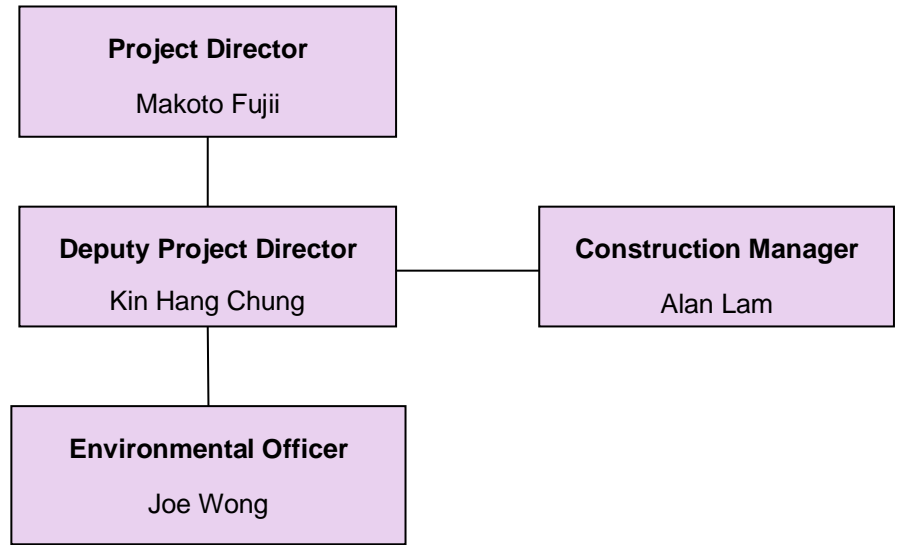 Project Director
Makoto Fujii
Deputy Project Director
Kin Hang Chung
Construction Manager
Alan Lam
Environmental Officer
Joe Wong